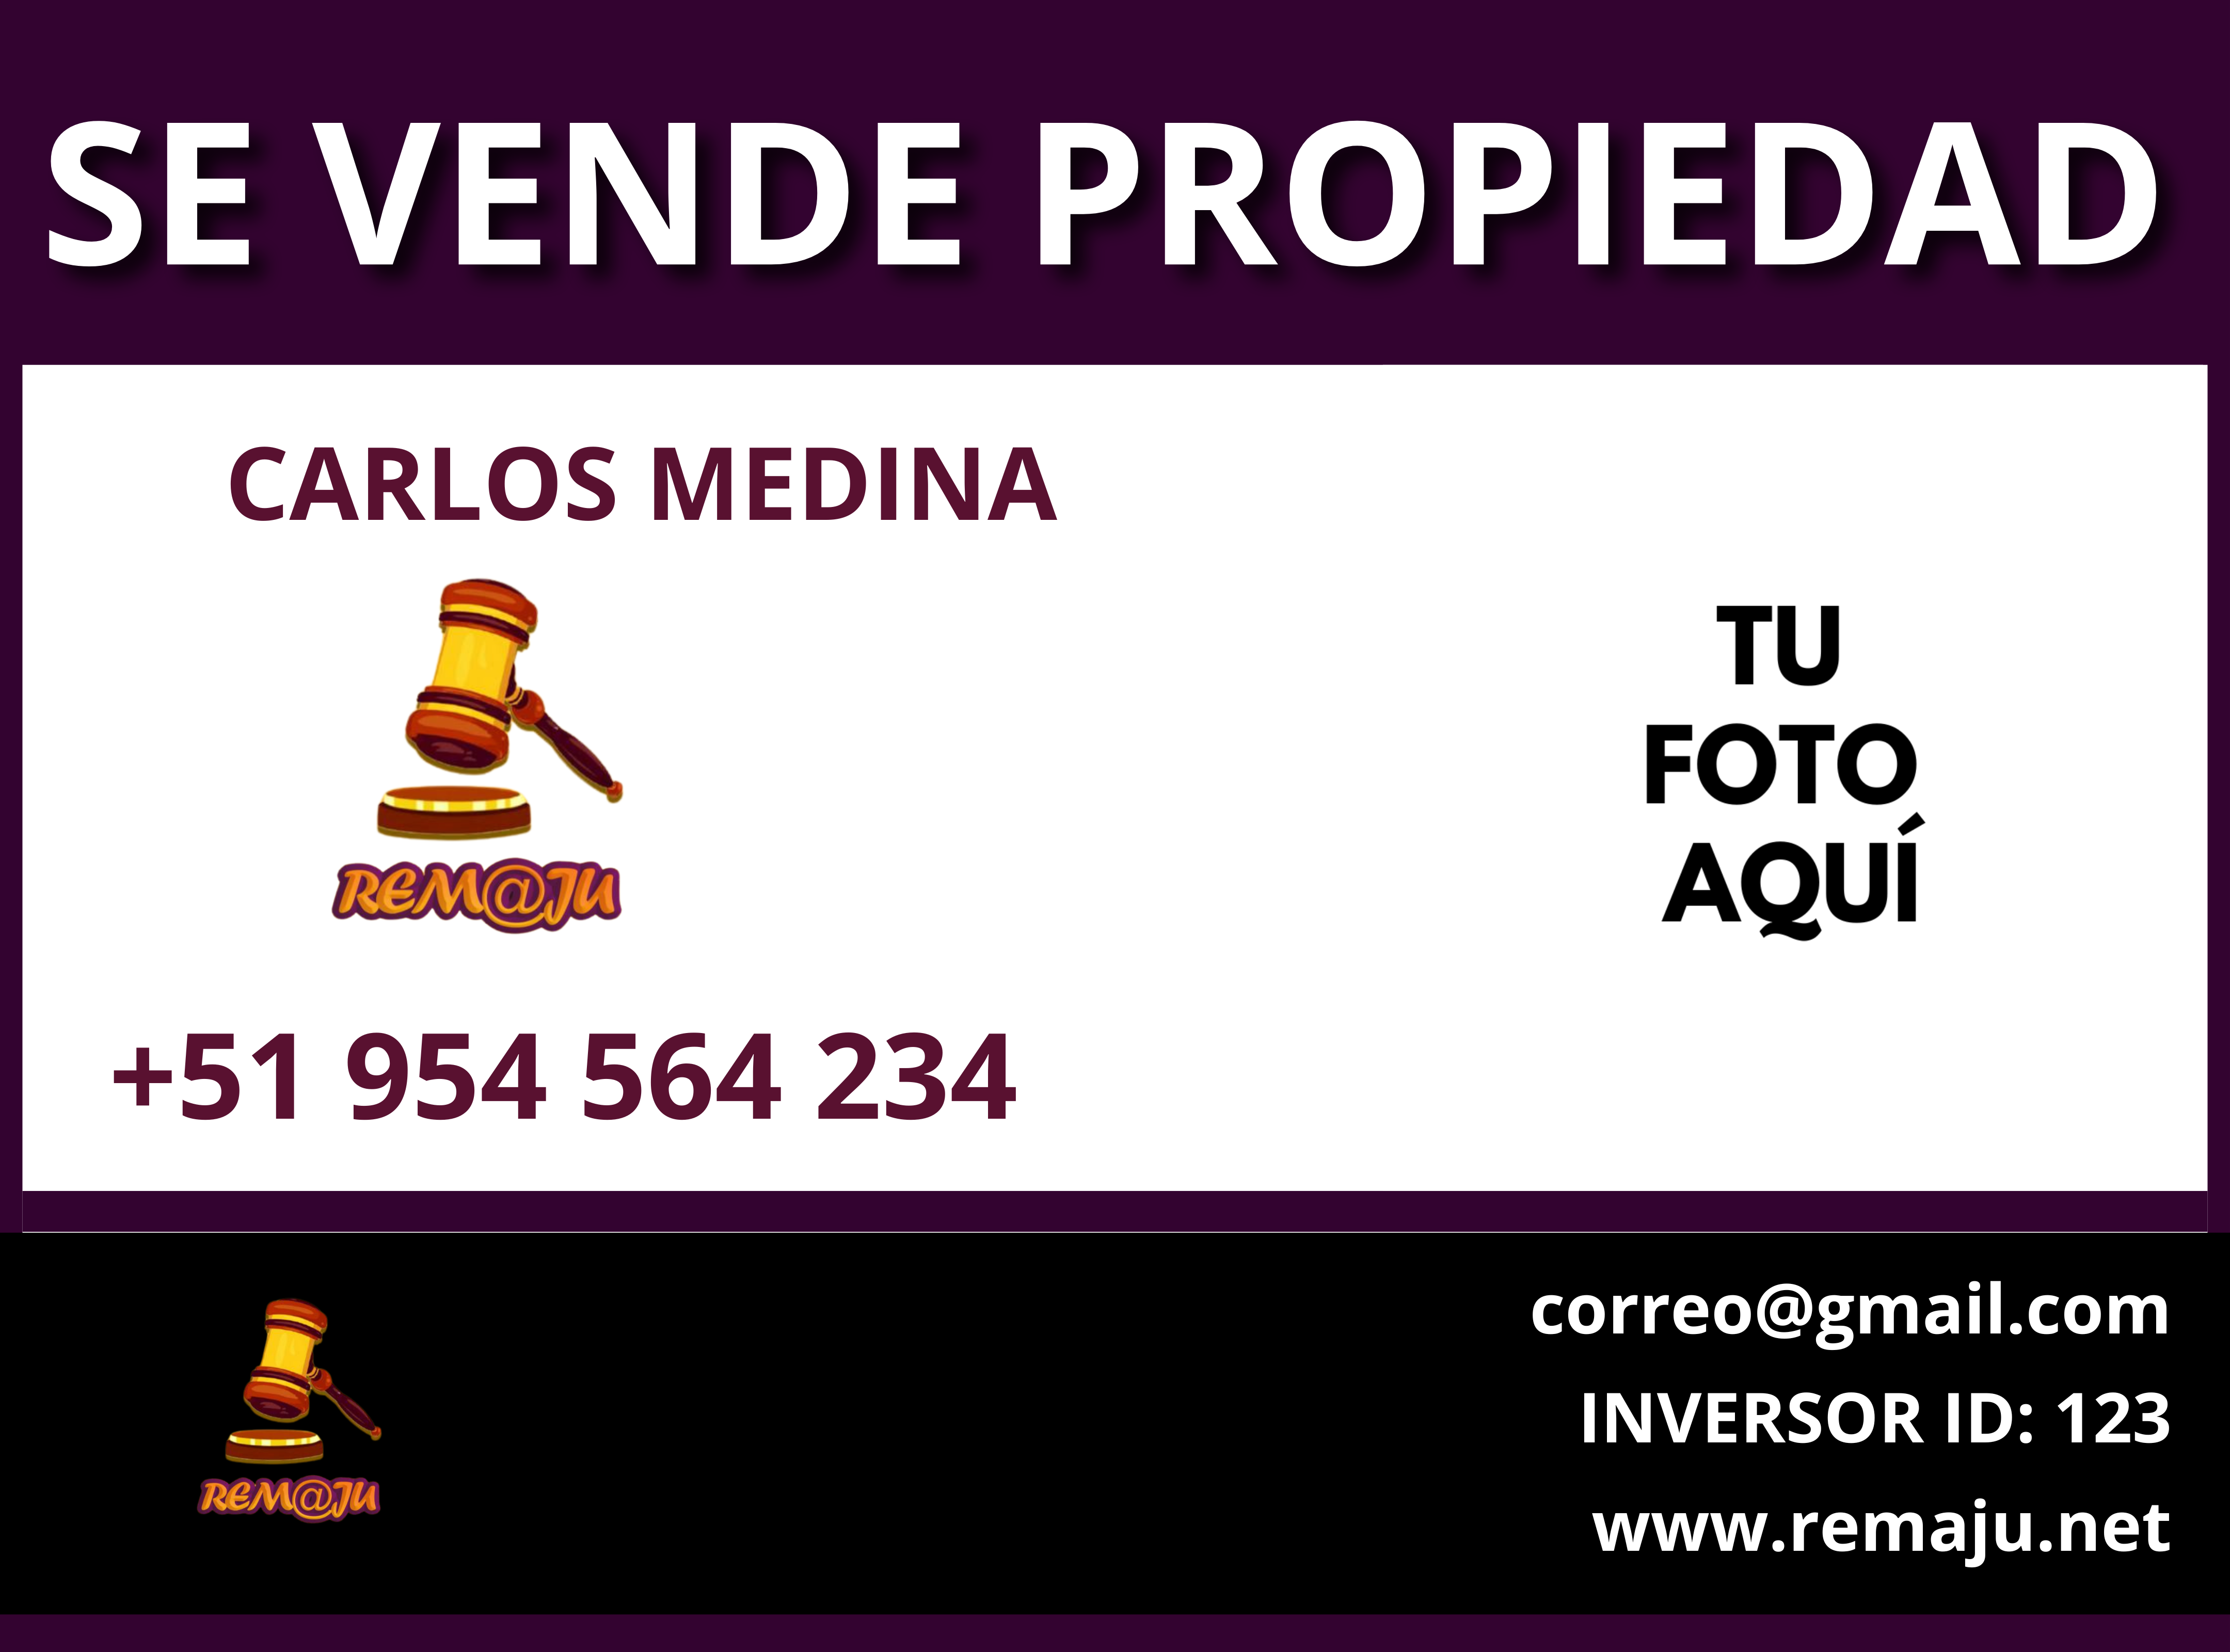 SE VENDE PROPIEDAD
CARLOS MEDINA
REM@JU
TU
FOTO
AQUÍ
+51 954 564 234
REM@JU
correo@gmail.com
INVERSOR ID: 123
www.remaju.net